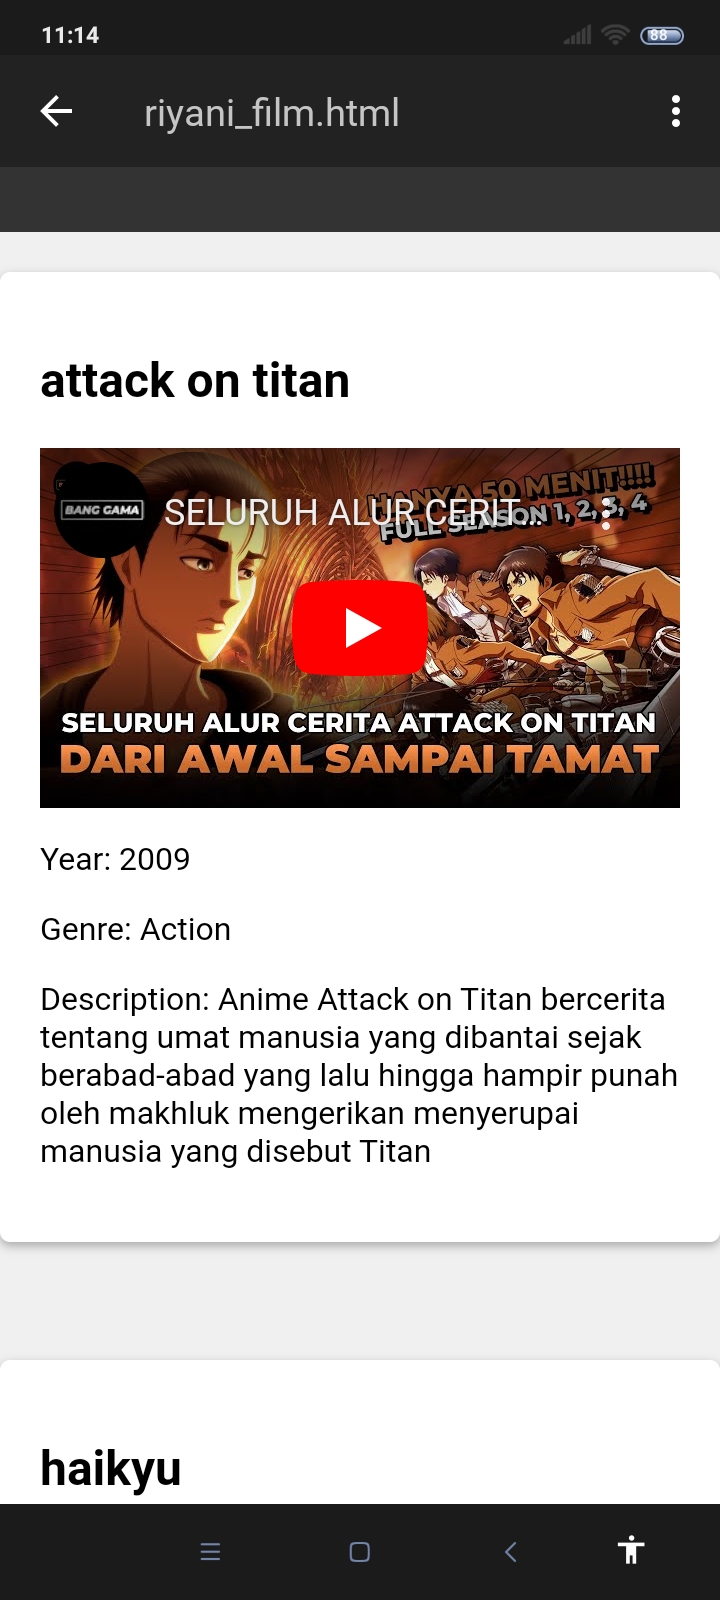 11:14
88
riyani_film.html
attack on titan
BANG GAMA
SELURUH ALUR CERIT...
HANYA 50 MENIT!!!!
FULL SEASON 1, 2, 3, 4
SELURUH ALUR CERITA ATTACK ON TITAN
DARI AWAL SAMPAI TAMAT
Year: 2009
Genre: Action
Description: Anime Attack on Titan bercerita
tentang umat manusia yang dibantai sejak
berabad-abad yang lalu hingga hampir punah
oleh makhluk mengerikan menyerupai
manusia yang disebut Titan
haikyu